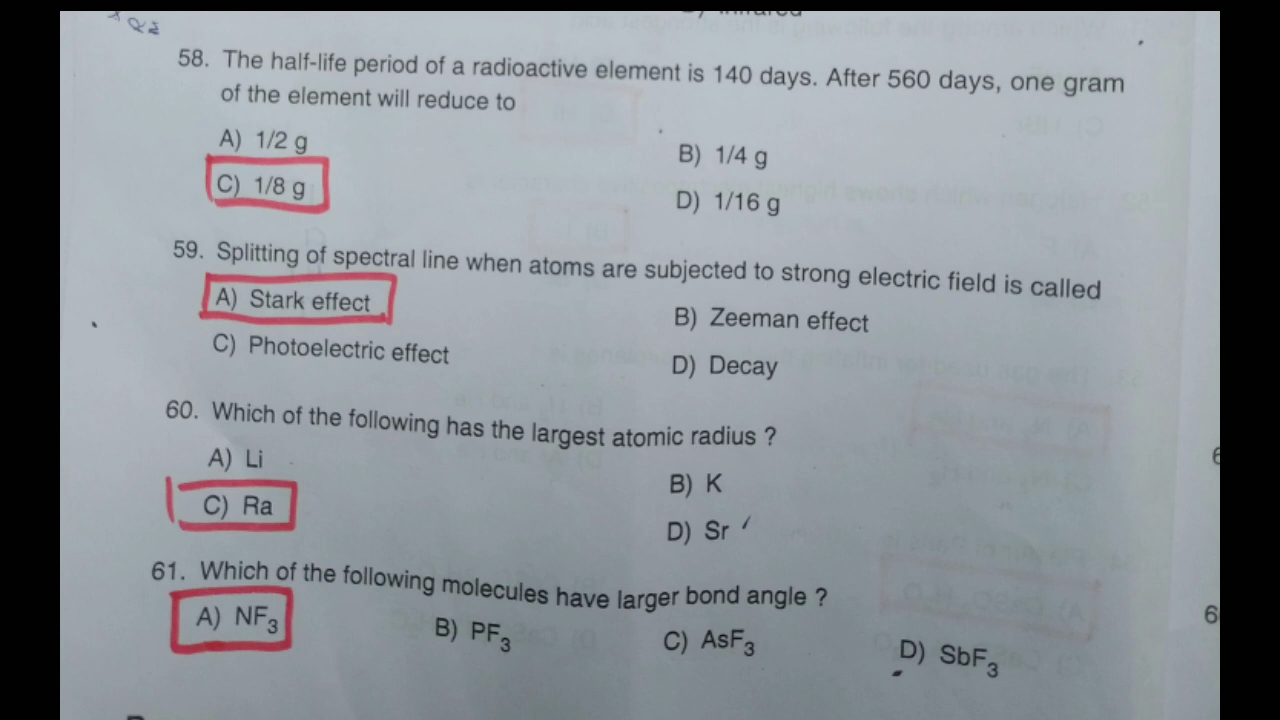 58. The half-life period of a radioactive element is 140 days. After 560 days, one gram
of the element will reduce to
A) 1/2 g
B) 1/4 g
C) 1/8 g
D) 1/16 g
59. Splitting of spectral line when atoms are subjected to strong electric field is called
A) Stark effect
B) Zeeman effect
C) Photoelectric effect
D) Decay
60. Which of the following has the largest atomic radius ?
A) Li
B) K
C) Ra
D) Sr
61. Which of the following molecules have larger bond angle ?
A) NF₃ B) PF₃ C) AsF₃ D) SbF₃